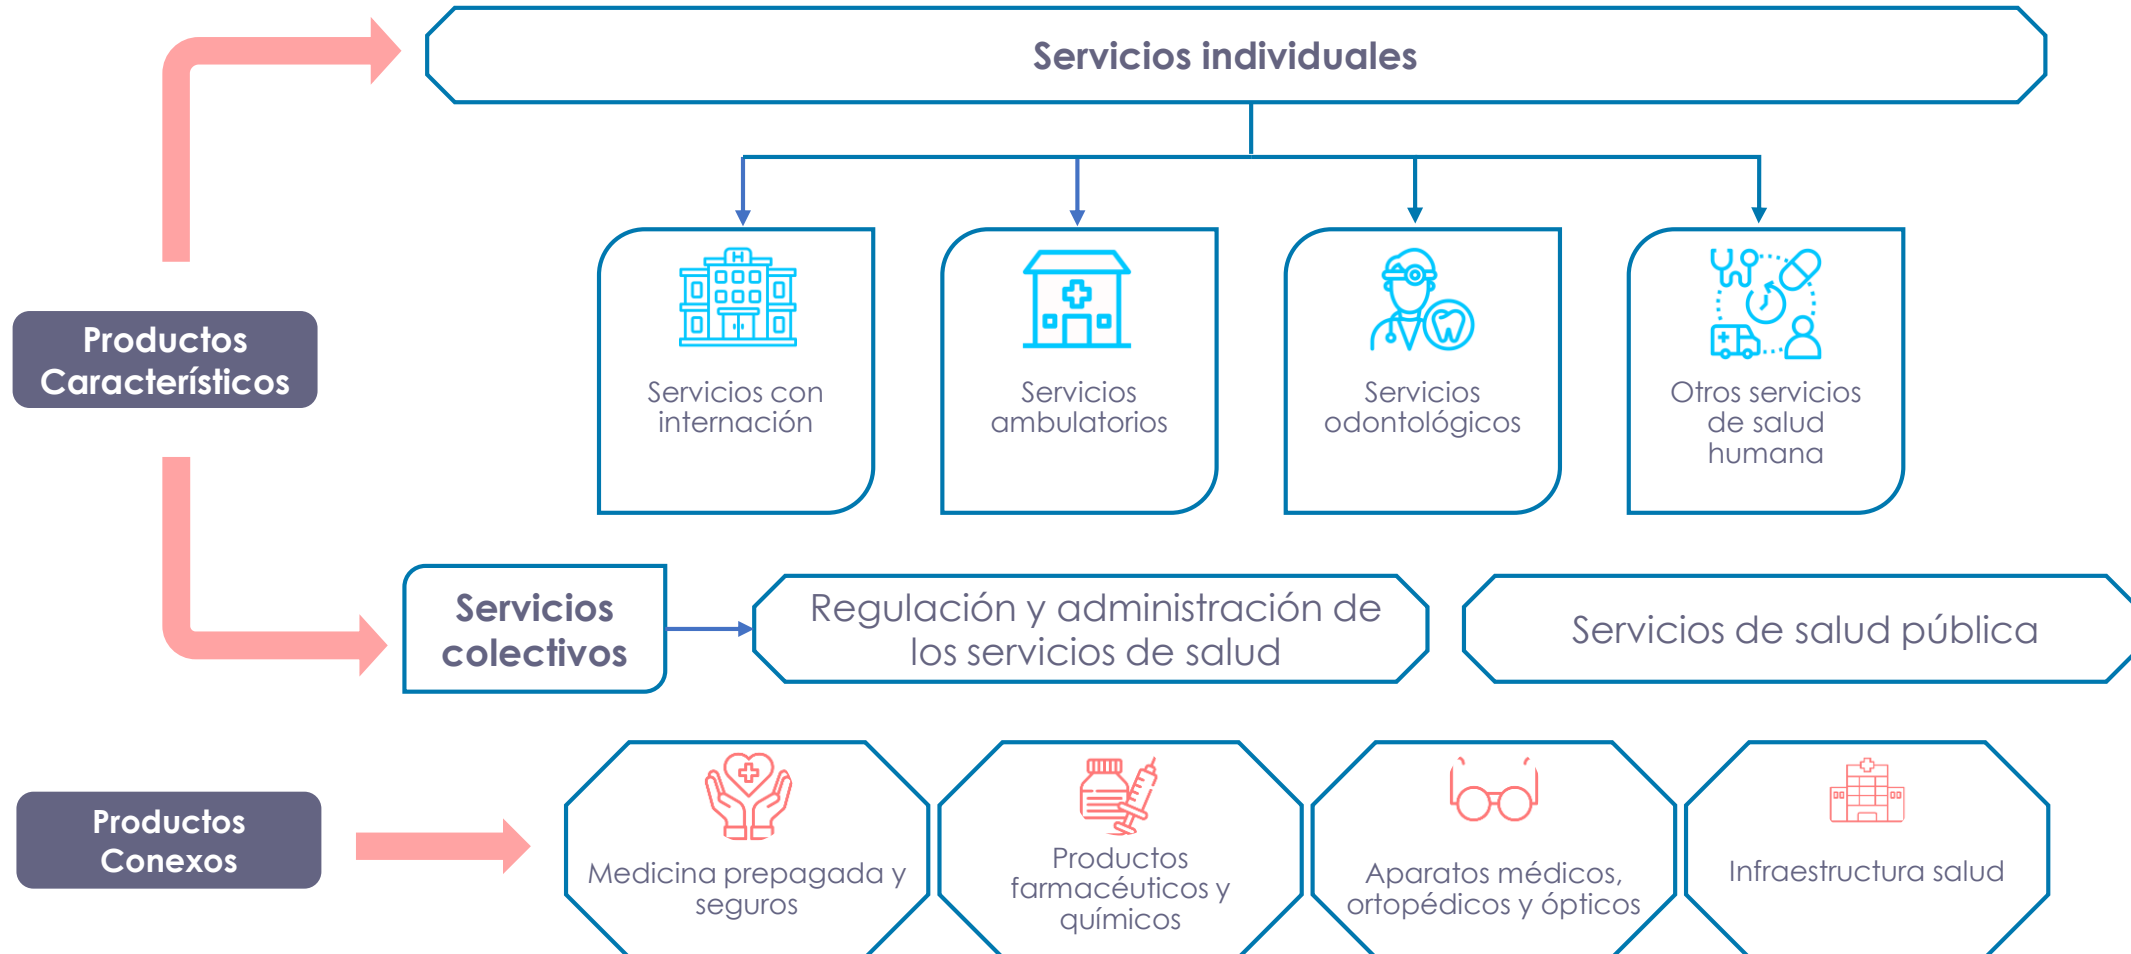 Servicios individuales
Productos
Característicos
Servicios con
internación
Servicios
ambulatorios
Servicios
odontológicos
Otros servicios
de salud
humana
Servicios
colectivos
Regulación y administración de
los servicios de salud
Servicios de salud pública
Productos
Conexos
Medicina prepagada y
seguros
Productos
farmacéuticos y
químicos
Aparatos médicos,
ortopédicos y ópticos
Infraestructura salud